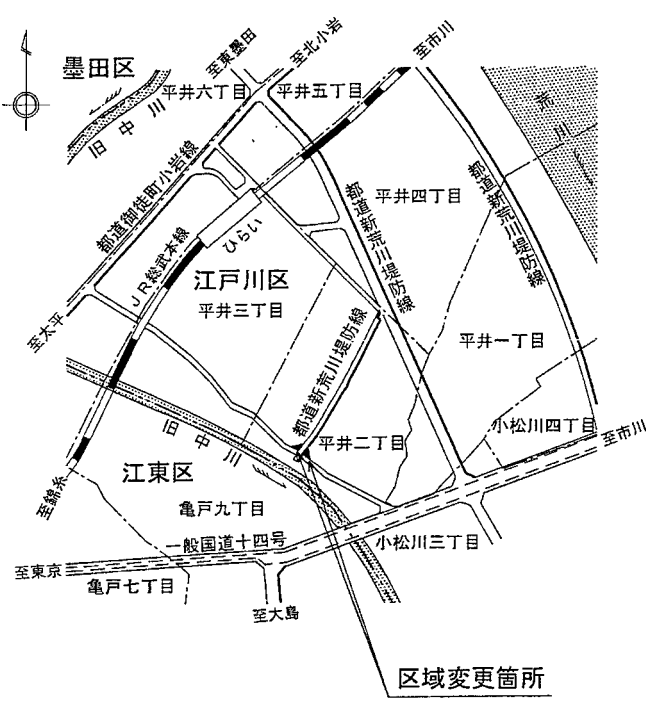 至東墨田
至北小岩
至市川
墨田区
平井六丁目
平井五丁目
旧中川
荒川
都道御徒町小岩線
都道新荒川堤防線
平井四丁目
都道新荒川堤防線
ひらい
JR総武本線
江戸川区
平井三丁目
至太平
都道新荒川堤防線
平井一丁目
旧中川
平井二丁目
小松川四丁目
至市川
江東区
至錦糸
亀戸九丁目
一般国道十四号
小松川三丁目
至東京
亀戸七丁目
至大島
区域変更箇所